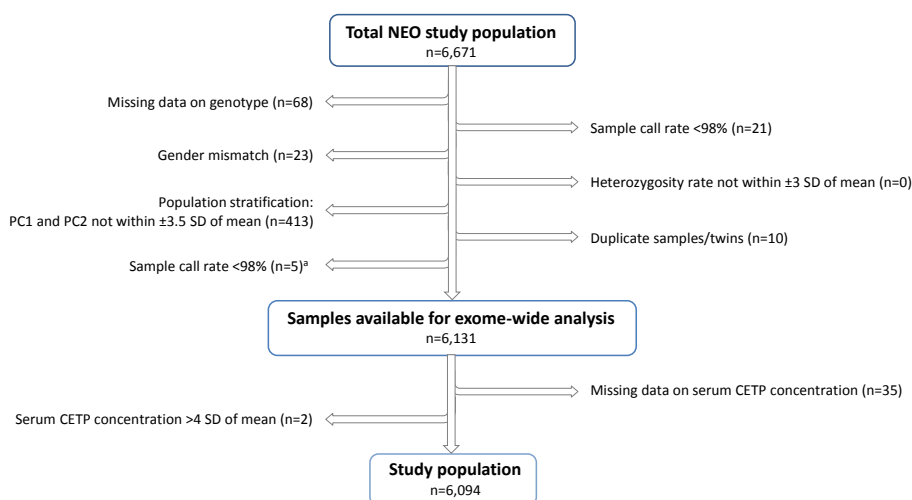 Total NEO study population
n=6,671
Missing data on genotype (n=68)
Sample call rate <98% (n=21)
Gender mismatch (n=23)
Heterozygosity rate not within ±3 SD of mean (n=0)
Population stratification:
PC1 and PC2 not within ±3.5 SD of mean (n=413)
Duplicate samples/twins (n=10)
Sample call rate <98% (n=5)ᵃ
Samples available for exome-wide analysis
n=6,131
Missing data on serum CETP concentration (n=35)
Serum CETP concentration >4 SD of mean (n=2)
Study population
n=6,094